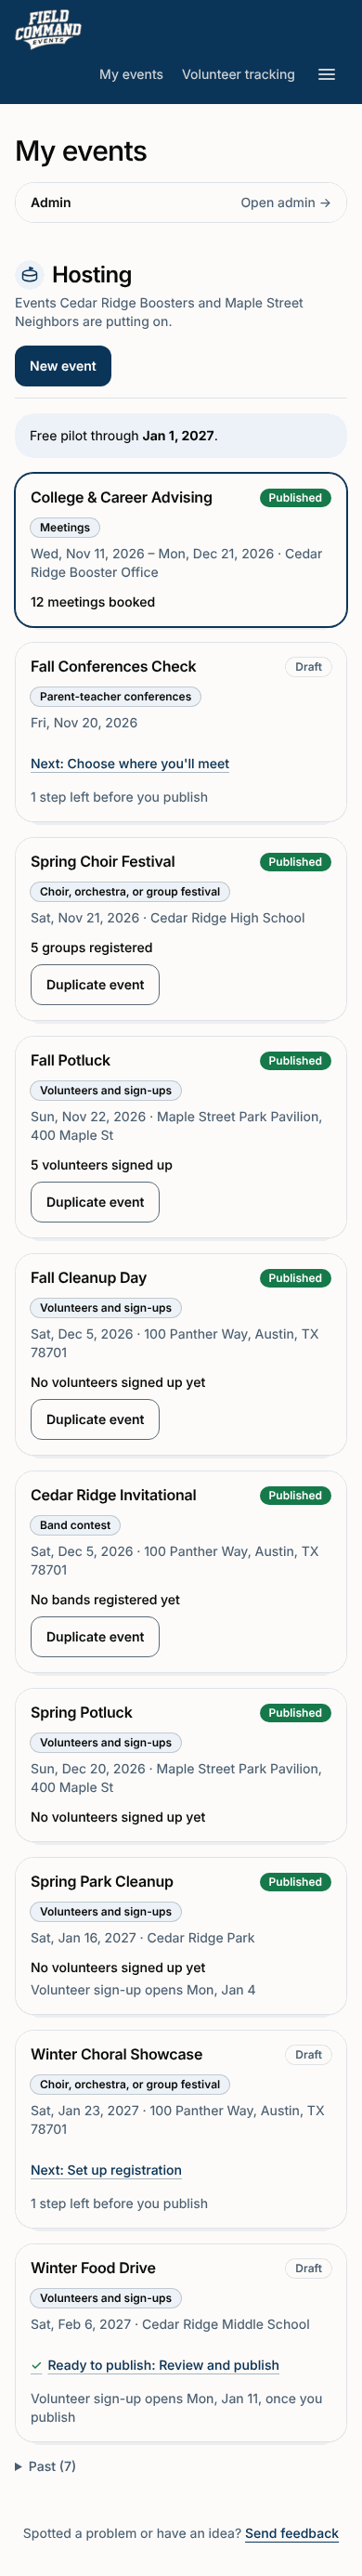 FIELD
COMMAND
EVENTS
My events
Volunteer tracking
My events
Admin
Open admin →
Hosting
Events Cedar Ridge Boosters and Maple Street
Neighbors are putting on.
New event
Free pilot through Jan 1, 2027.
College & Career Advising
Published
Meetings
Wed, Nov 11, 2026 – Mon, Dec 21, 2026 · Cedar
Ridge Booster Office
12 meetings booked
Fall Conferences Check
Draft
Parent-teacher conferences
Fri, Nov 20, 2026
Next: Choose where you'll meet
1 step left before you publish
Spring Choir Festival
Published
Choir, orchestra, or group festival
Sat, Nov 21, 2026 · Cedar Ridge High School
5 groups registered
Duplicate event
Fall Potluck
Published
Volunteers and sign-ups
Sun, Nov 22, 2026 · Maple Street Park Pavilion,
400 Maple St
5 volunteers signed up
Duplicate event
Fall Cleanup Day
Published
Volunteers and sign-ups
Sat, Dec 5, 2026 · 100 Panther Way, Austin, TX
78701
No volunteers signed up yet
Duplicate event
Cedar Ridge Invitational
Published
Band contest
Sat, Dec 5, 2026 · 100 Panther Way, Austin, TX
78701
No bands registered yet
Duplicate event
Spring Potluck
Published
Volunteers and sign-ups
Sun, Dec 20, 2026 · Maple Street Park Pavilion,
400 Maple St
No volunteers signed up yet
Spring Park Cleanup
Published
Volunteers and sign-ups
Sat, Jan 16, 2027 · Cedar Ridge Park
No volunteers signed up yet
Volunteer sign-up opens Mon, Jan 4
Winter Choral Showcase
Draft
Choir, orchestra, or group festival
Sat, Jan 23, 2027 · 100 Panther Way, Austin, TX
78701
Next: Set up registration
1 step left before you publish
Winter Food Drive
Draft
Volunteers and sign-ups
Sat, Feb 6, 2027 · Cedar Ridge Middle School
✓ Ready to publish: Review and publish
Volunteer sign-up opens Mon, Jan 11, once you
publish
▶ Past (7)
Spotted a problem or have an idea? Send feedback